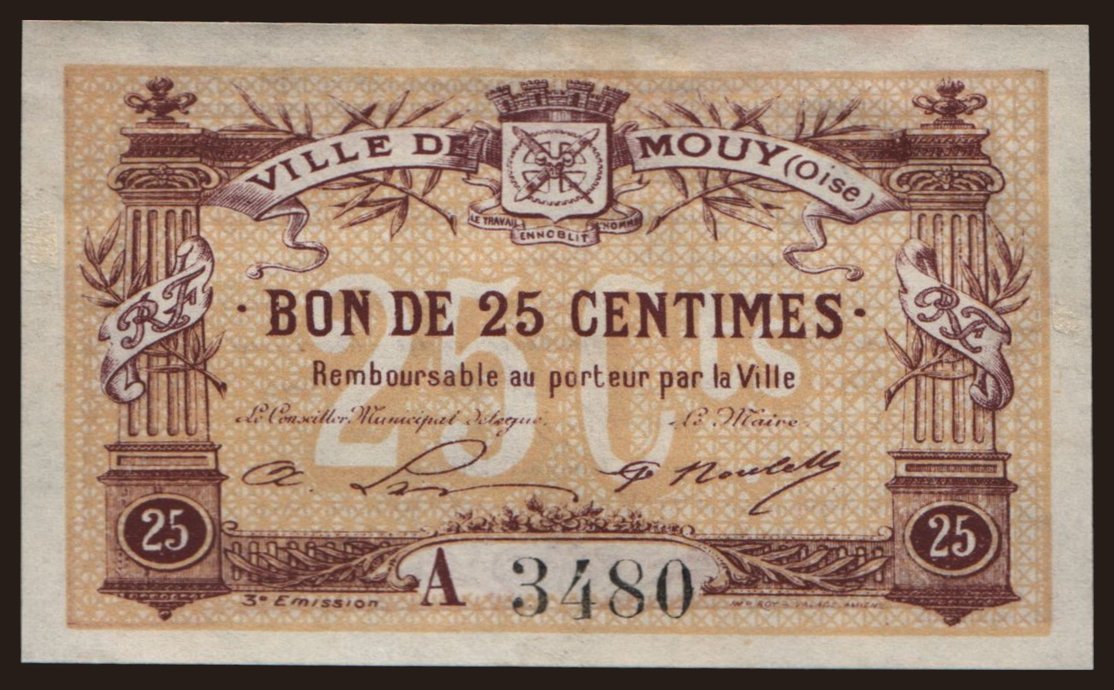 VILLE DE MOUY (Oise)
LE TRAVAIL ENNOBLIT L'HOMME
RF RF
25 Cts
· BON DE 25 CENTIMES ·
Remboursable au porteur par la Ville
Le Conseiller Municipal délégué. Le Maire.
25 25
A 3480
3e Emission